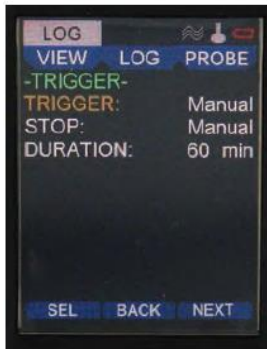 LOG
VIEW LOG PROBE
-TRIGGER-
TRIGGER: Manual
STOP: Manual
DURATION: 60 min
SEL BACK NEXT